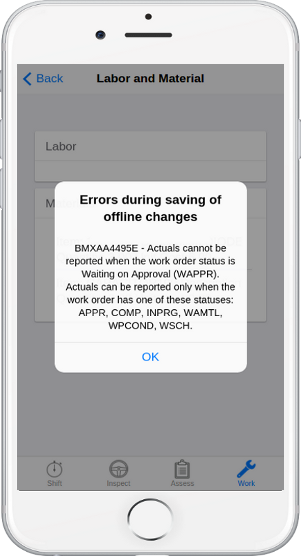 Back
Labor and Material
Labor
M
Errors during saving of
offline changes
BMXAA4495E - Actuals cannot be
reported when the work order status is
Waiting on Approval (WAPPR).
Actuals can be reported only when the
work order has one of these statuses:
APPR, COMP, INPRG, WAMTL,
WPCOND, WSCH.
OK
Shift
Inspect
Assess
Work